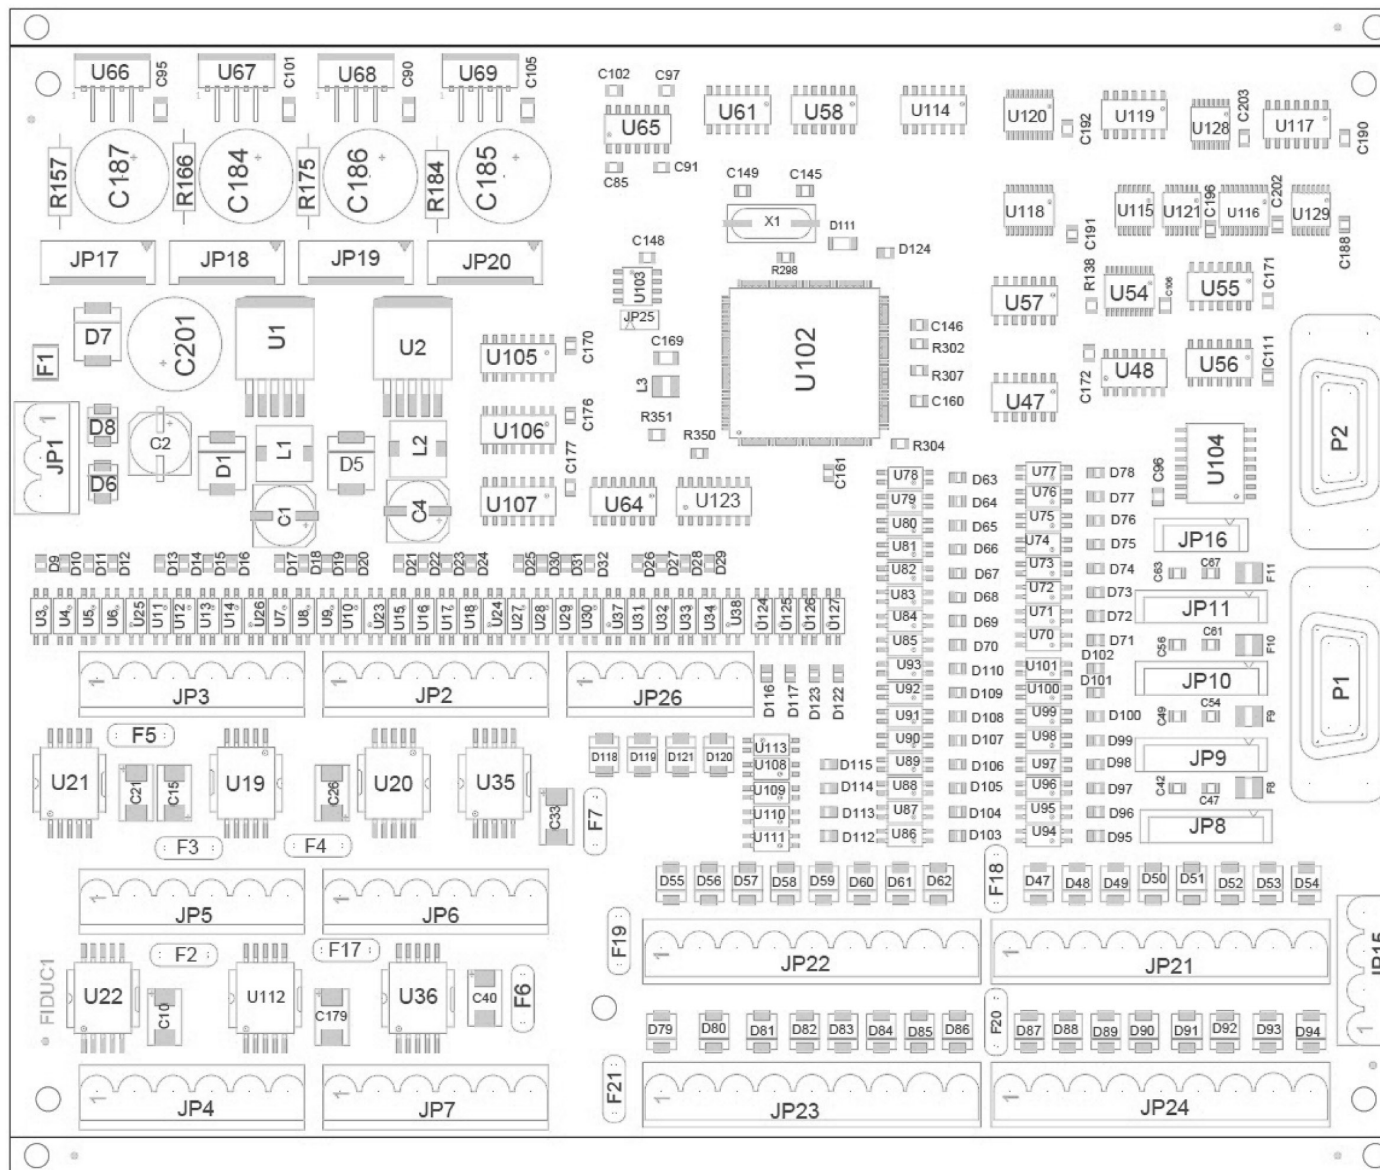 U66 C95 U67 C101 U68 C90 U69 C105
C102 C97 U61 U58 U114 U120 C192 U119 U128 C203 U117 C190
U65
C85 C91
R157 C187 R166 C184 R175 C186 R184 C185
C149 C145
X1 D111 D124
R298
U118 C191 U115 U121 C196 U116 C202 U129 C188
JP17 JP18 JP19 JP20
C148
U103
JP25
U57 R138 U54 C106 U55 C171
F1 D7 C201 U1 U2
U105 C170 C169 L3 U102
C146
R302
R307
C160
R304
U47 C172 U48 U56 C111
P2
JP1 D8 D6 C2 D1 L1 C1 D5 L2 C4
U106 C176 R351 R350
U107 C177 U64 U123 C161
U78 D63 U77 D78 C96 U104
U79 D64 U76 D77
U80 D65 U75 D76 JP16
U81 D66 U74 D75
U82 D67 U73 D74 C63 C67 F11
U83 D68 U72 D73 JP11
U84 D69 U71 D72
U85 D70 U70 D71 C56 C61 F10
U93 D110 U101 D102 JP10
U92 D109 U100 D101
U91 D108 U99 D100 C49 C54 F9
U90 D107 U98 D99
U89 D106 U97 D98 JP9
U88 D105 U96 D97 C42 C47 F8
U87 D104 U95 D96 JP8
U86 D103 U94 D95
P1
D9 D10 D11 D12 D13 D14 D15 D16 D17 D18 D19 D20 D21 D22 D23 D24 D25 D30 D31 D32 D26 D27 D28 D29
U3 U4 U5 U6 U25 U11 U12 U13 U14 U26 U7 U8 U9 U10 U23 U15 U16 U17 U18 U24 U27 U28 U29 U30 U37 U31 U32 U33 U34 U38 U124 U125 U126 U127
1 JP3 1 JP2 1 JP26
D116 D117 D123 D122
F5
U21 C21 C15 U19 C26 U20 U35 C33 F7
D118 D119 D121 D120
U113
U108 D115
U109 D114
U110 D113
U111 D112
F3 F4
D55 D56 D57 D58 D59 D60 D61 D62 F18 D47 D48 D49 D50 D51 D52 D53 D54
1 JP5 1 JP6
F19 1 JP22 1 JP21 JP15 1
F2 F17
FIDUC1 U22 C10 U112 C179 U36 C40 F6
D79 D80 D81 D82 D83 D84 D85 D86 F20 D87 D88 D89 D90 D91 D92 D93 D94
1 JP4 1 JP7 F21 1 JP23 1 JP24